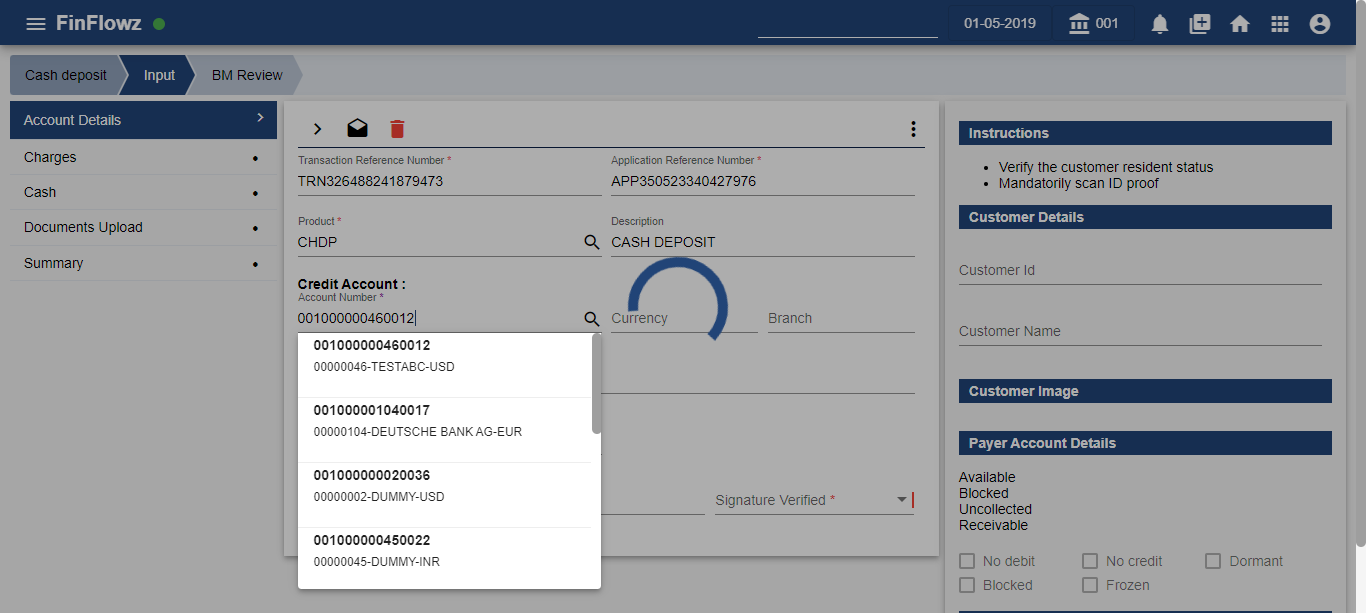 FinFlowz
01-05-2019
001
Cash deposit
Input
BM Review
Account Details
Charges
Cash
Documents Upload
Summary
Transaction Reference Number *
TRN326488241879473
Application Reference Number *
APP350523340427976
Product *
CHDP
Description
CASH DEPOSIT
Credit Account :
Account Number *
001000000460012
Currency
Branch
001000000460012
00000046-TESTABC-USD
001000001040017
00000104-DEUTSCHE BANK AG-EUR
001000000020036
00000002-DUMMY-USD
001000000450022
00000045-DUMMY-INR
Signature Verified *
Instructions
• Verify the customer resident status
• Mandatorily scan ID proof
Customer Details
Customer Id
Customer Name
Customer Image
Payer Account Details
Available
Blocked
Uncollected
Receivable
No debit
No credit
Dormant
Blocked
Frozen